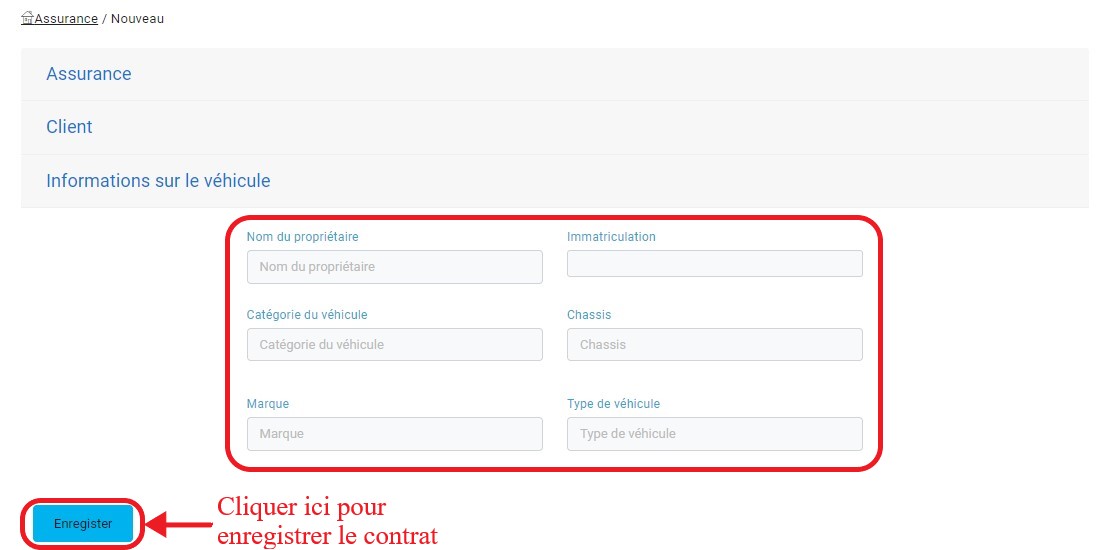 Assurance / Nouveau
Assurance
Client
Informations sur le véhicule
Nom du propriétaire
Immatriculation
Nom du propriétaire
Catégorie du véhicule
Chassis
Catégorie du véhicule
Chassis
Marque
Type de véhicule
Marque
Type de véhicule
Enregister
Cliquer ici pour
enregistrer le contrat